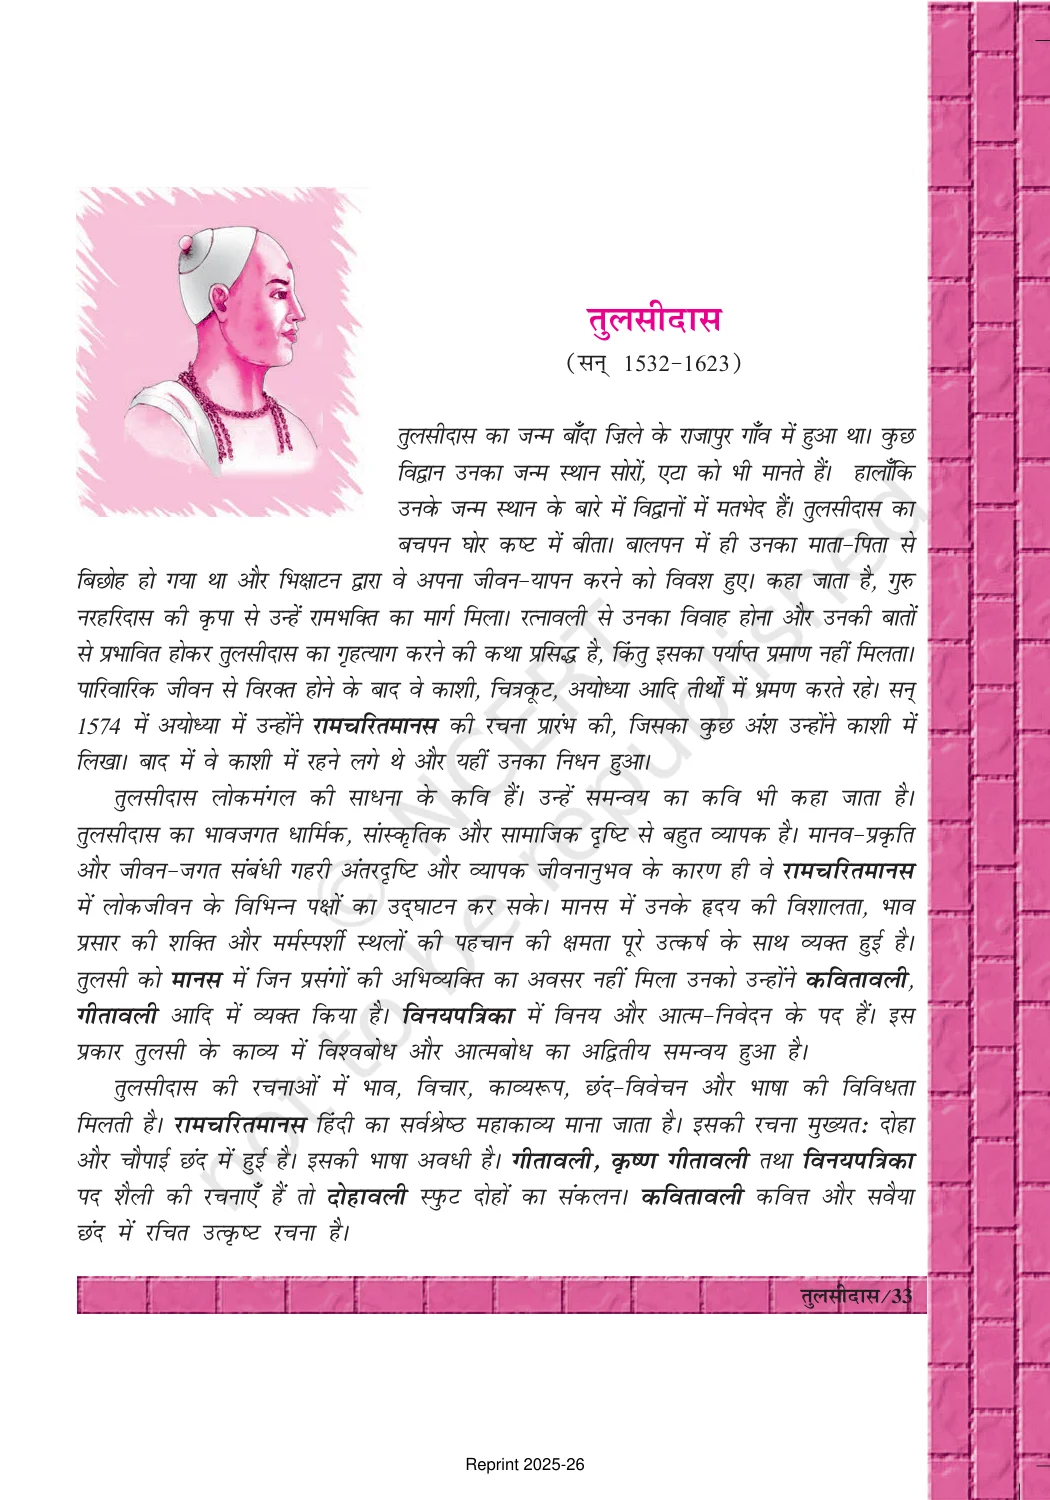 तुलसीदास
(सन् 1532-1623)
तुलसीदास का जन्म बाँदा ज़िले के राजापुर गाँव में हुआ था। कुछ
विद्वान उनका जन्म स्थान सोरों, एटा को भी मानते हैं। हालाँकि
उनके जन्म स्थान के बारे में विद्वानों में मतभेद हैं। तुलसीदास का
बचपन घोर कष्ट में बीता। बालपन में ही उनका माता-पिता से
बिछोह हो गया था और भिक्षाटन द्वारा वे अपना जीवन-यापन करने को विवश हुए। कहा जाता है, गुरु
नरहरिदास की कृपा से उन्हें रामभक्ति का मार्ग मिला। रत्नावली से उनका विवाह होना और उनकी बातों
से प्रभावित होकर तुलसीदास का गृहत्याग करने की कथा प्रसिद्ध है, किंतु इसका पर्याप्त प्रमाण नहीं मिलता।
पारिवारिक जीवन से विरक्त होने के बाद वे काशी, चित्रकूट, अयोध्या आदि तीर्थों में भ्रमण करते रहे। सन्
1574 में अयोध्या में उन्होंने रामचरितमानस की रचना प्रारंभ की, जिसका कुछ अंश उन्होंने काशी में
लिखा। बाद में वे काशी में रहने लगे थे और यहीं उनका निधन हुआ।
तुलसीदास लोकमंगल की साधना के कवि हैं। उन्हें समन्वय का कवि भी कहा जाता है।
तुलसीदास का भावजगत धार्मिक, सांस्कृतिक और सामाजिक दृष्टि से बहुत व्यापक है। मानव-प्रकृति
और जीवन-जगत संबंधी गहरी अंतरदृष्टि और व्यापक जीवनानुभव के कारण ही वे रामचरितमानस
में लोकजीवन के विभिन्न पक्षों का उद्घाटन कर सके। मानस में उनके हृदय की विशालता, भाव
प्रसार की शक्ति और मर्मस्पर्शी स्थलों की पहचान की क्षमता पूरे उत्कर्ष के साथ व्यक्त हुई है।
तुलसी को मानस में जिन प्रसंगों की अभिव्यक्ति का अवसर नहीं मिला उनको उन्होंने कवितावली,
गीतावली आदि में व्यक्त किया है। विनयपत्रिका में विनय और आत्म-निवेदन के पद हैं। इस
प्रकार तुलसी के काव्य में विश्वबोध और आत्मबोध का अद्वितीय समन्वय हुआ है।
तुलसीदास की रचनाओं में भाव, विचार, काव्यरूप, छंद-विवेचन और भाषा की विविधता
मिलती है। रामचरितमानस हिंदी का सर्वश्रेष्ठ महाकाव्य माना जाता है। इसकी रचना मुख्यतः दोहा
और चौपाई छंद में हुई है। इसकी भाषा अवधी है। गीतावली, कृष्ण गीतावली तथा विनयपत्रिका
पद शैली की रचनाएँ हैं तो दोहावली स्फुट दोहों का संकलन। कवितावली कवित्त और सवैया
छंद में रचित उत्कृष्ट रचना है।
© NCERT
not to be republished
तुलसीदास/33
Reprint 2025-26